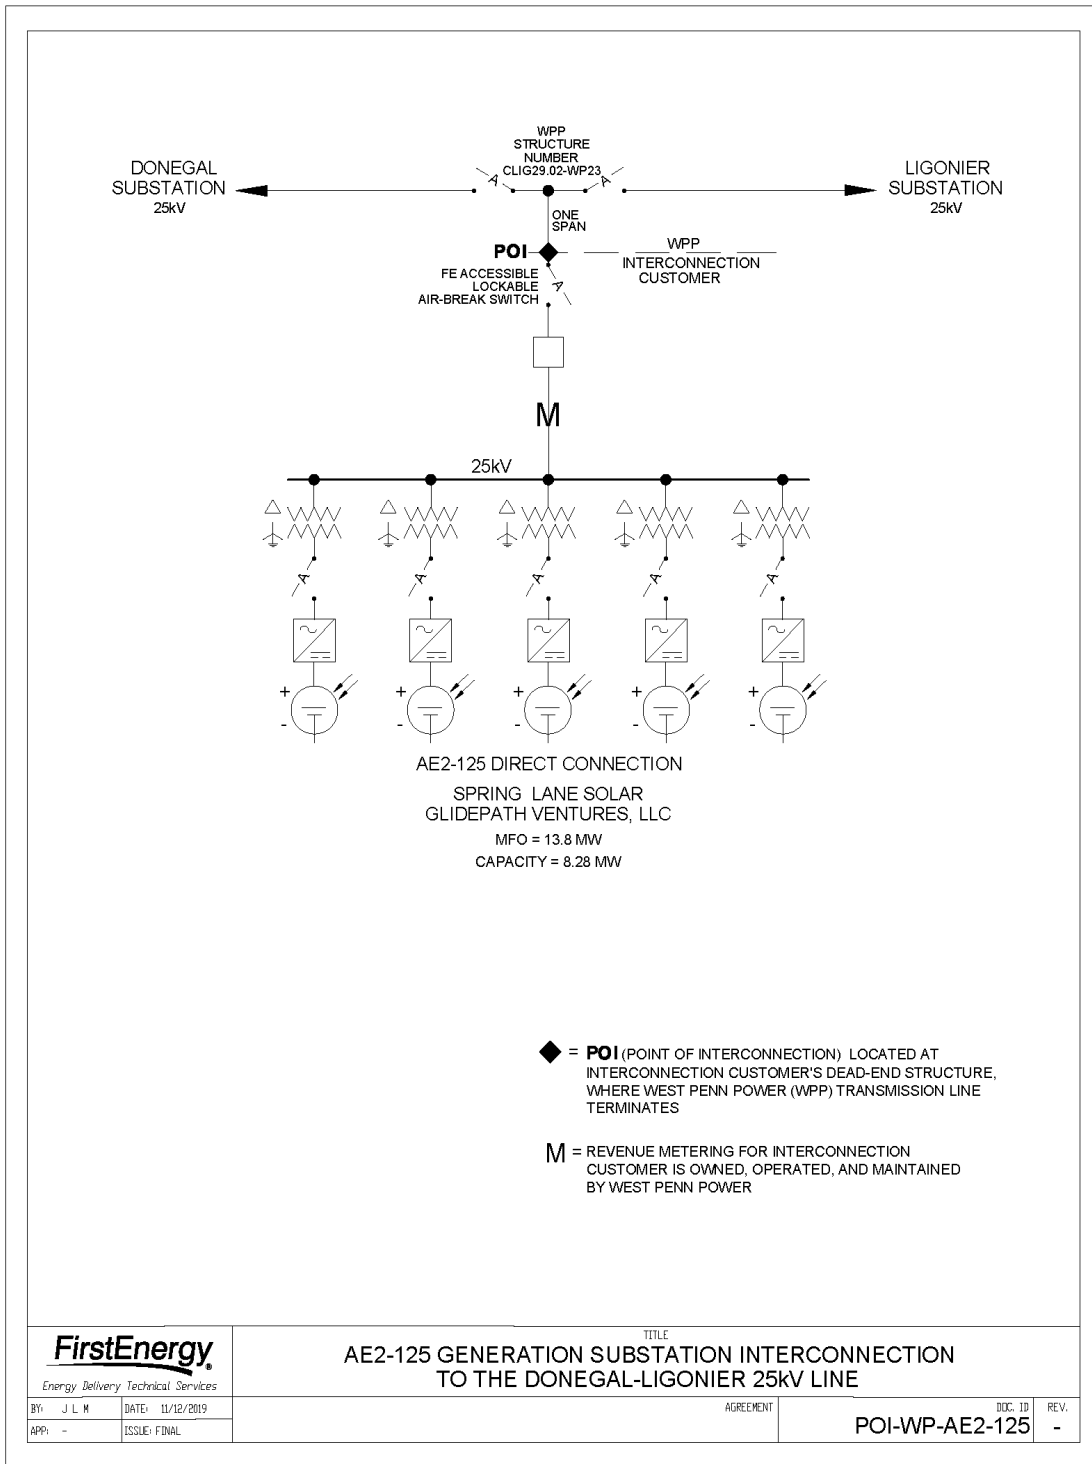 WPP
STRUCTURE
NUMBER
CLIG29.02-WP23
DONEGAL
SUBSTATION
25kV
A
A
LIGONIER
SUBSTATION
25kV
ONE
SPAN
POI
WPP
INTERCONNECTION
CUSTOMER
FE ACCESSIBLE
LOCKABLE
AIR-BREAK SWITCH
A
M
25kV
A A A A A
+ + + + +
- - - - -
AE2-125 DIRECT CONNECTION
SPRING LANE SOLAR
GLIDEPATH VENTURES, LLC
MFO = 13.8 MW
CAPACITY = 8.28 MW
= POI (POINT OF INTERCONNECTION) LOCATED AT
INTERCONNECTION CUSTOMER'S DEAD-END STRUCTURE,
WHERE WEST PENN POWER (WPP) TRANSMISSION LINE
TERMINATES
M = REVENUE METERING FOR INTERCONNECTION
CUSTOMER IS OWNED, OPERATED, AND MAINTAINED
BY WEST PENN POWER
FirstEnergy®
Energy Delivery Technical Services
BY: J L M
DATE: 11/12/2019
APP: -
ISSUE: FINAL
TITLE
AE2-125 GENERATION SUBSTATION INTERCONNECTION
TO THE DONEGAL-LIGONIER 25kV LINE
AGREEMENT
DOC. ID
POI-WP-AE2-125
REV.
-